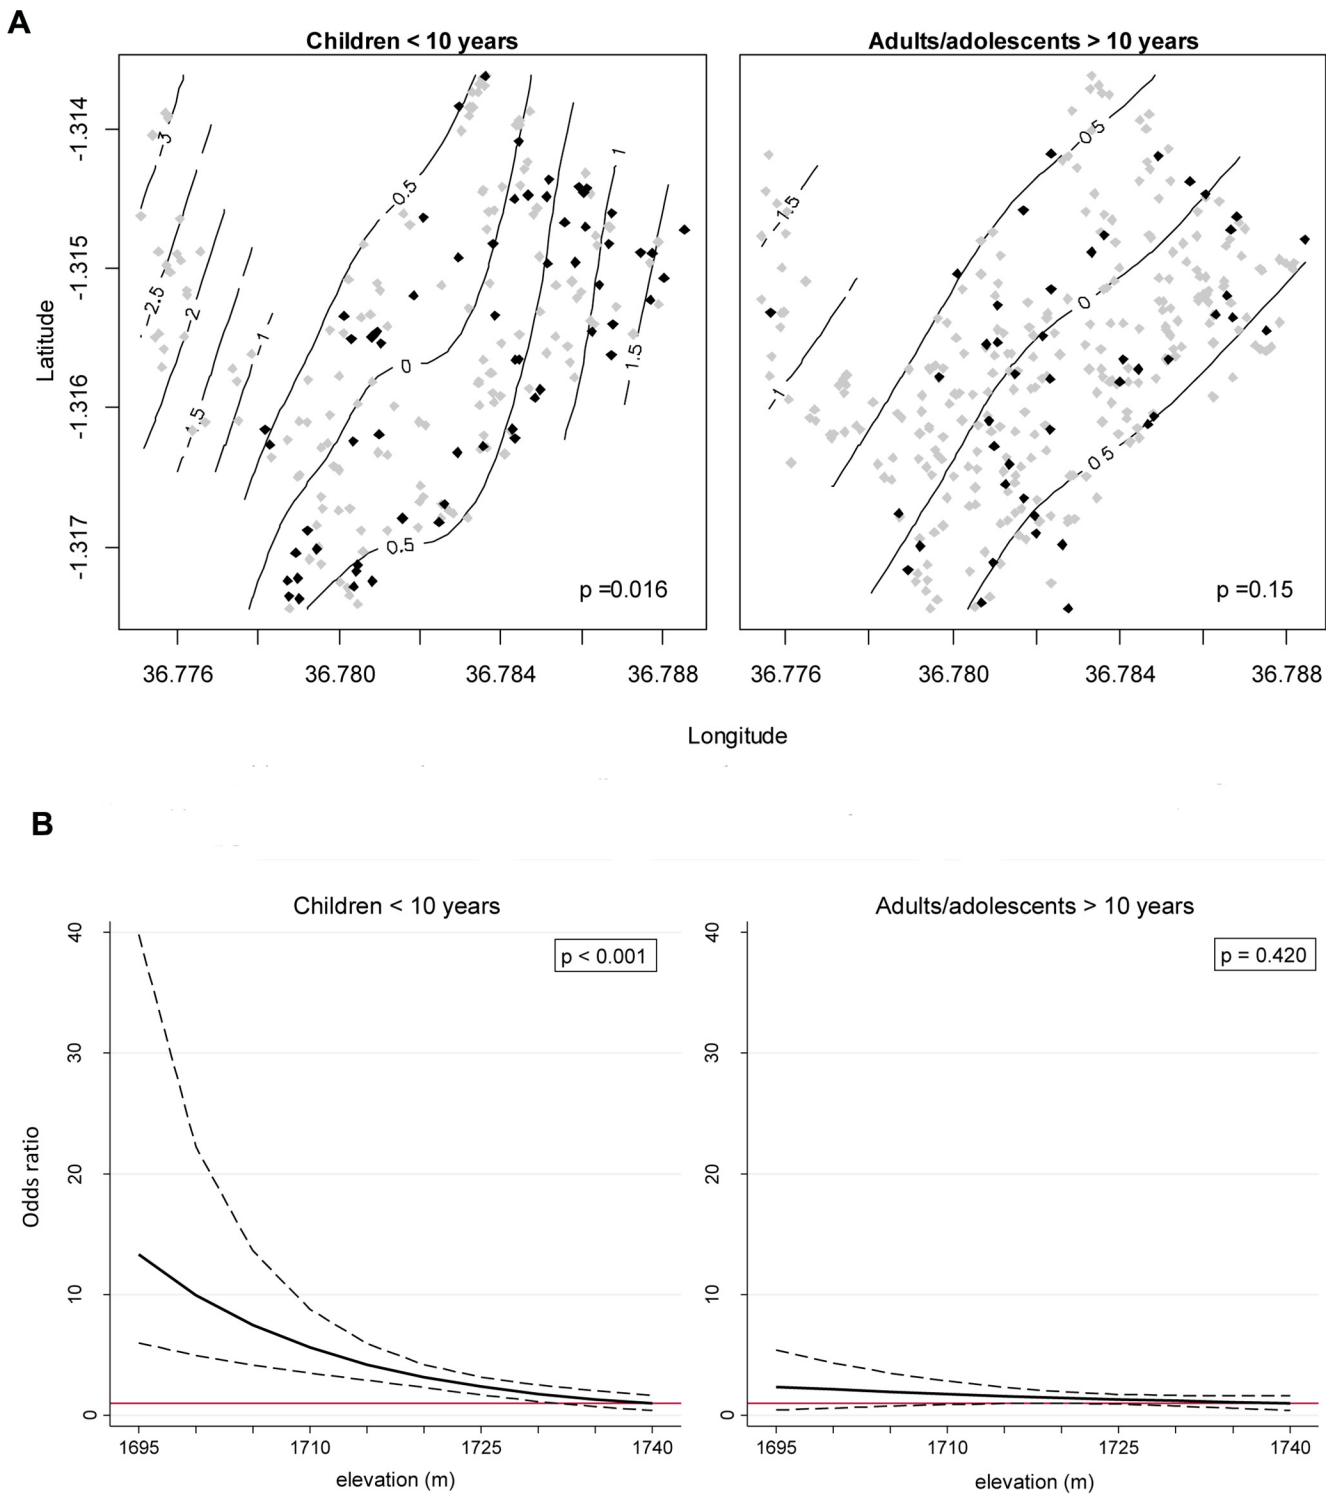 A
Children < 10 years
Adults/adolescents > 10 years
Latitude
-1.314
-1.315
-1.316
-1.317
3
2.5
2
1
0.5
0
0.5
1
1.5
p =0.016
1.5
1
0.5
0
0.5
p =0.15
36.776 36.780 36.784 36.788
36.776 36.780 36.784 36.788
Longitude
B
Children < 10 years
Adults/adolescents > 10 years
Odds ratio
40
30
20
10
0
p < 0.001
1695 1710 1725 1740
elevation (m)
40
30
20
10
0
p = 0.420
1695 1710 1725 1740
elevation (m)